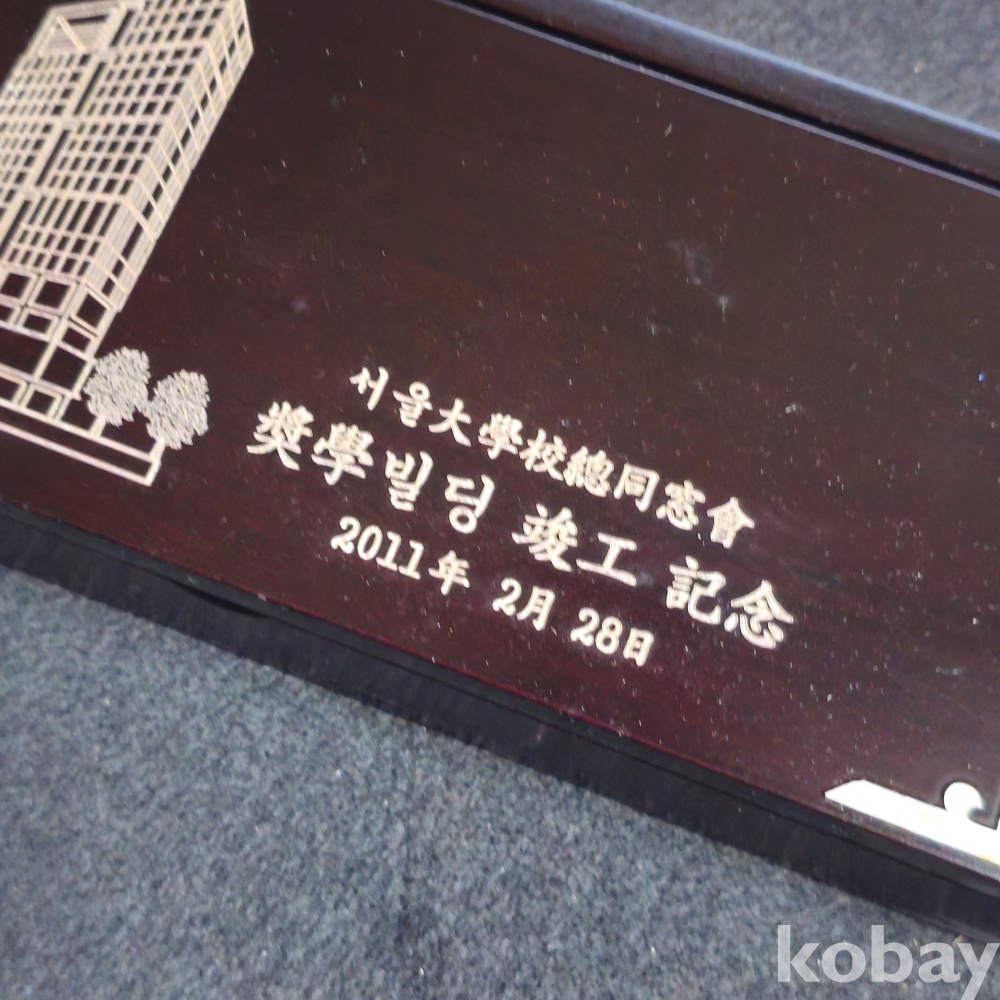 서울大學校總同窓會
奬學빌딩 竣工 記念
2011年 2月 28日
kobay